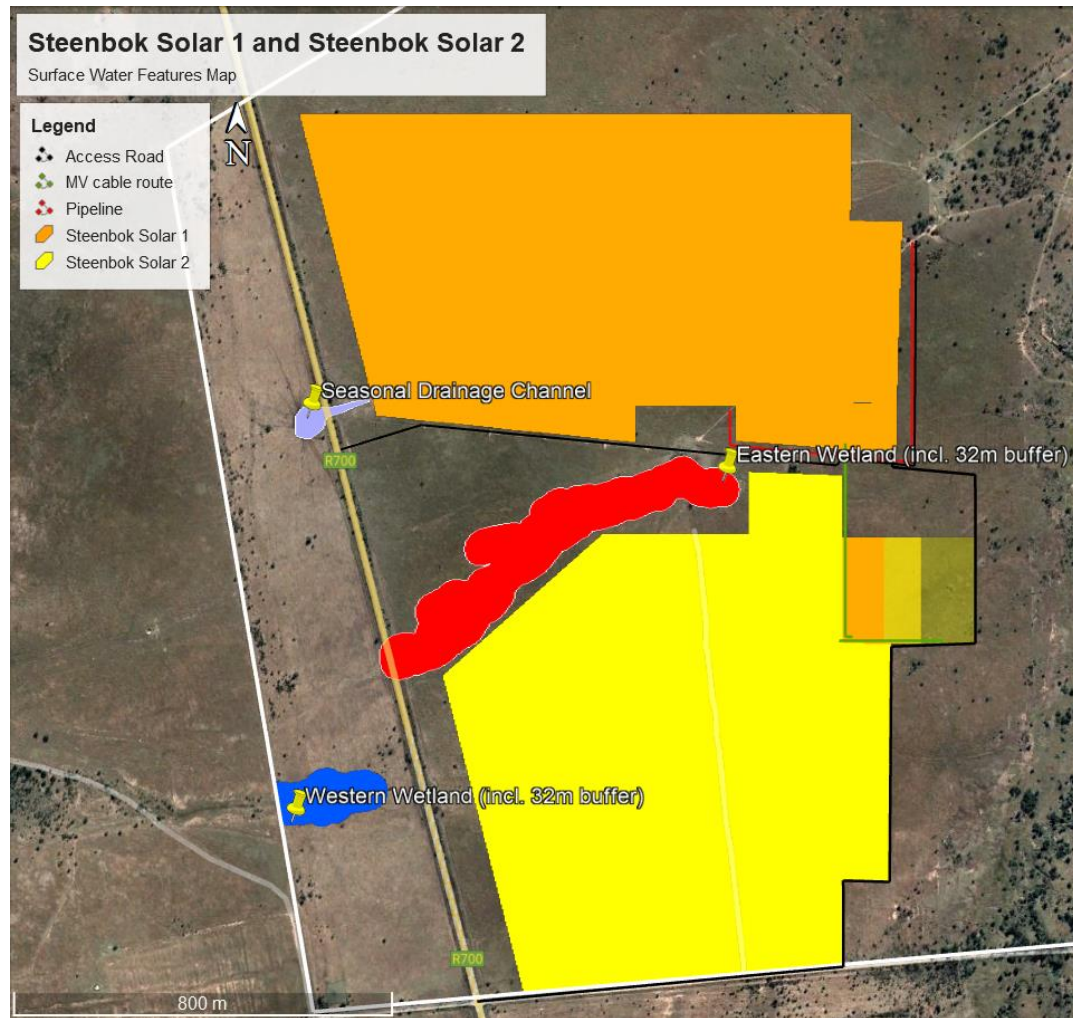 Steenbok Solar 1 and Steenbok Solar 2
Surface Water Features Map
Legend
Access Road
MV cable route
Pipeline
Steenbok Solar 1
Steenbok Solar 2
N
Seasonal Drainage Channel
R700
Eastern Wetland (incl. 32m buffer)
Western Wetland (incl. 32m buffer)
R700
800 m